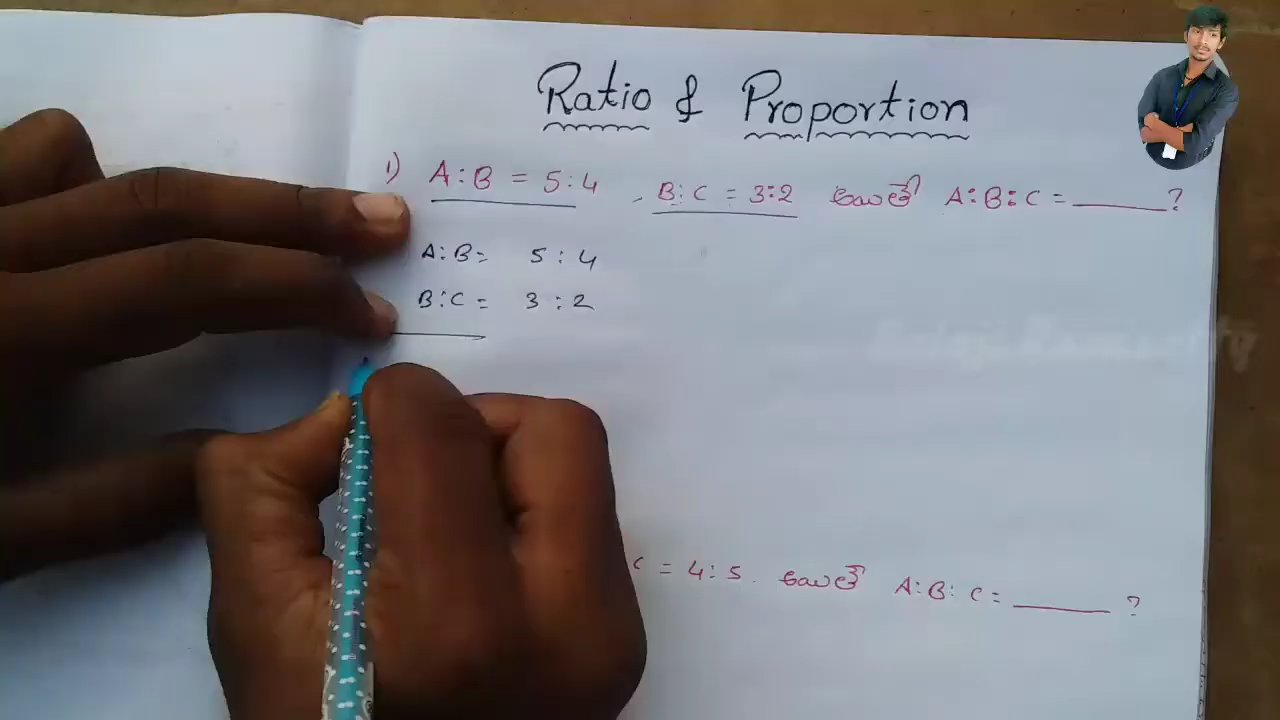 Ratio & Proportion
1) A:B = 5:4 , B:C = 3:2 అయితే A:B:C = ______ ?
A:B= 5 : 4
B:C = 3 : 2
C = 4:5. అయితే A:B:C= ______ ?